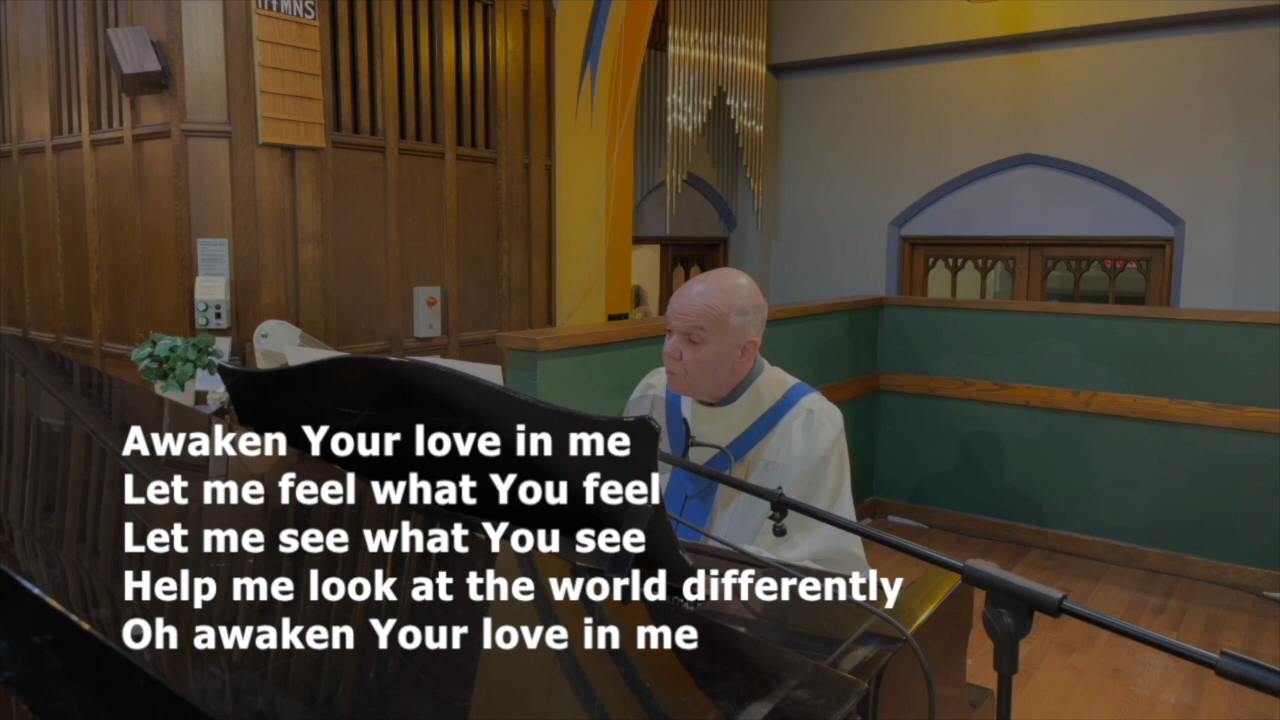 HYMNS
Awaken Your love in me
Let me feel what You feel
Let me see what You see
Help me look at the world differently
Oh awaken Your love in me